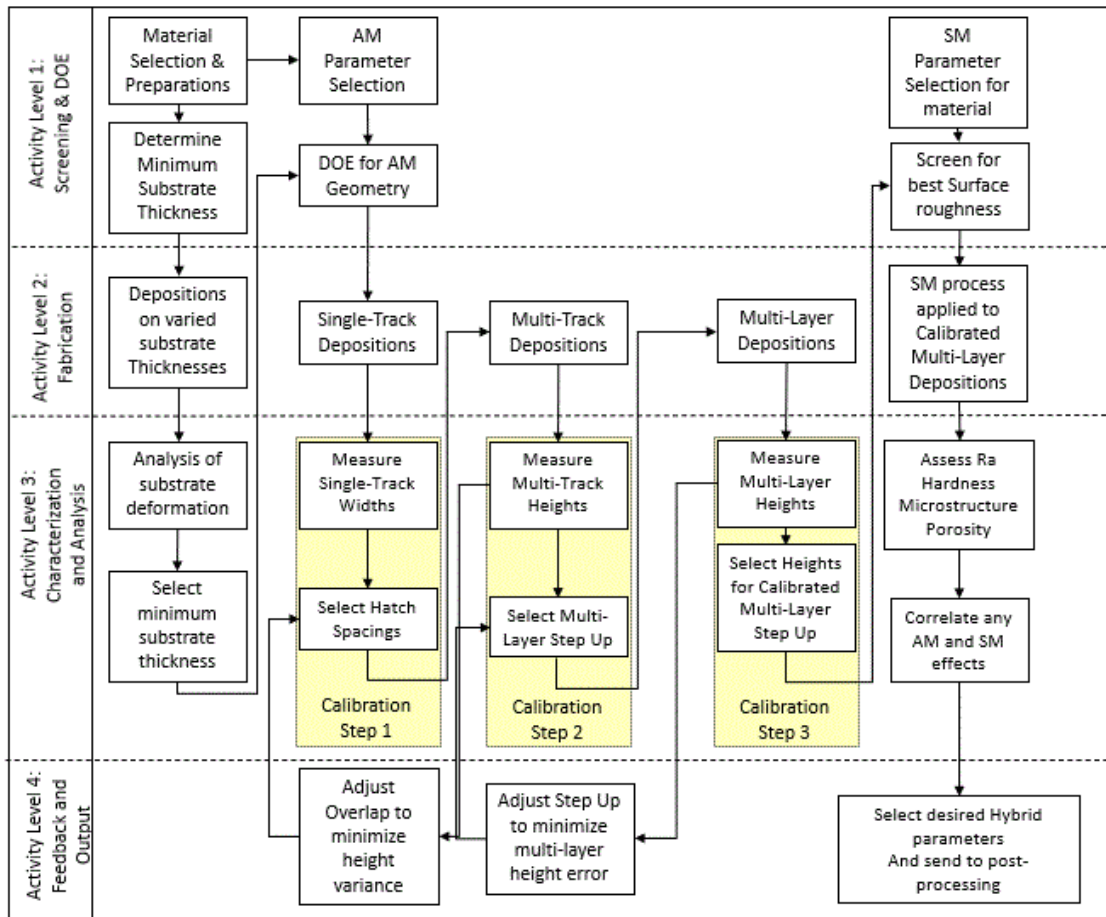 Activity Level 1:
Screening & DOE
Material
Selection &
Preparations
AM
Parameter
Selection
SM
Parameter
Selection for
material
Determine
Minimum
Substrate
Thickness
DOE for AM
Geometry
Screen for
best Surface
roughness
Activity Level 2:
Fabrication
Depositions
on varied
substrate
Thicknesses
Single-Track
Depositions
Multi-Track
Depositions
Multi-Layer
Depositions
SM process
applied to
Calibrated
Multi-Layer
Depositions
Activity Level 3:
Characterization
and Analysis
Analysis of
substrate
deformation
Measure
Single-Track
Widths
Measure
Multi-Track
Heights
Measure
Multi-Layer
Heights
Assess Ra
Hardness
Microstructure
Porosity
Select
minimum
substrate
thickness
Select Hatch
Spacings
Select Multi-
Layer Step Up
Select Heights
for Calibrated
Multi-Layer
Step Up
Correlate any
AM and SM
effects
Calibration
Step 1
Calibration
Step 2
Calibration
Step 3
Activity Level 4:
Feedback and
Output
Adjust
Overlap to
minimize
height
variance
Adjust Step Up
to minimize
multi-layer
height error
Select desired Hybrid
parameters
And send to post-
processing